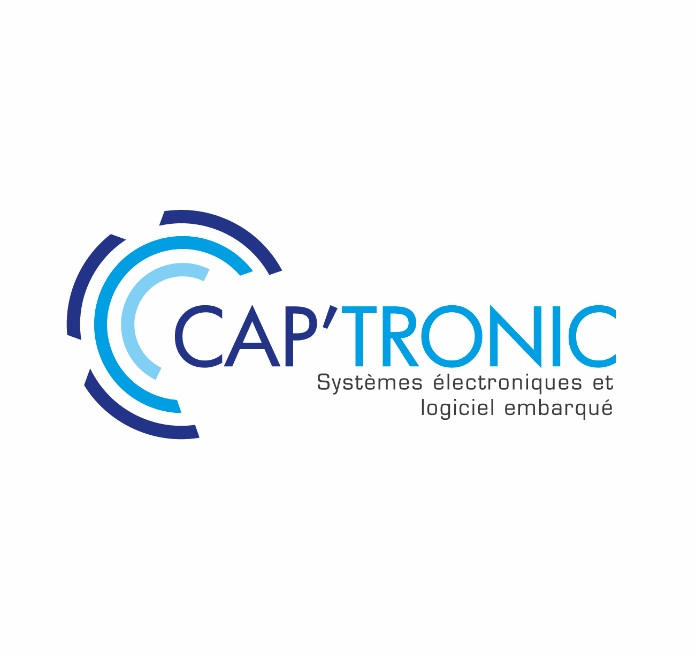 CAP'TRONIC
Systèmes électroniques et
logiciel embarqué